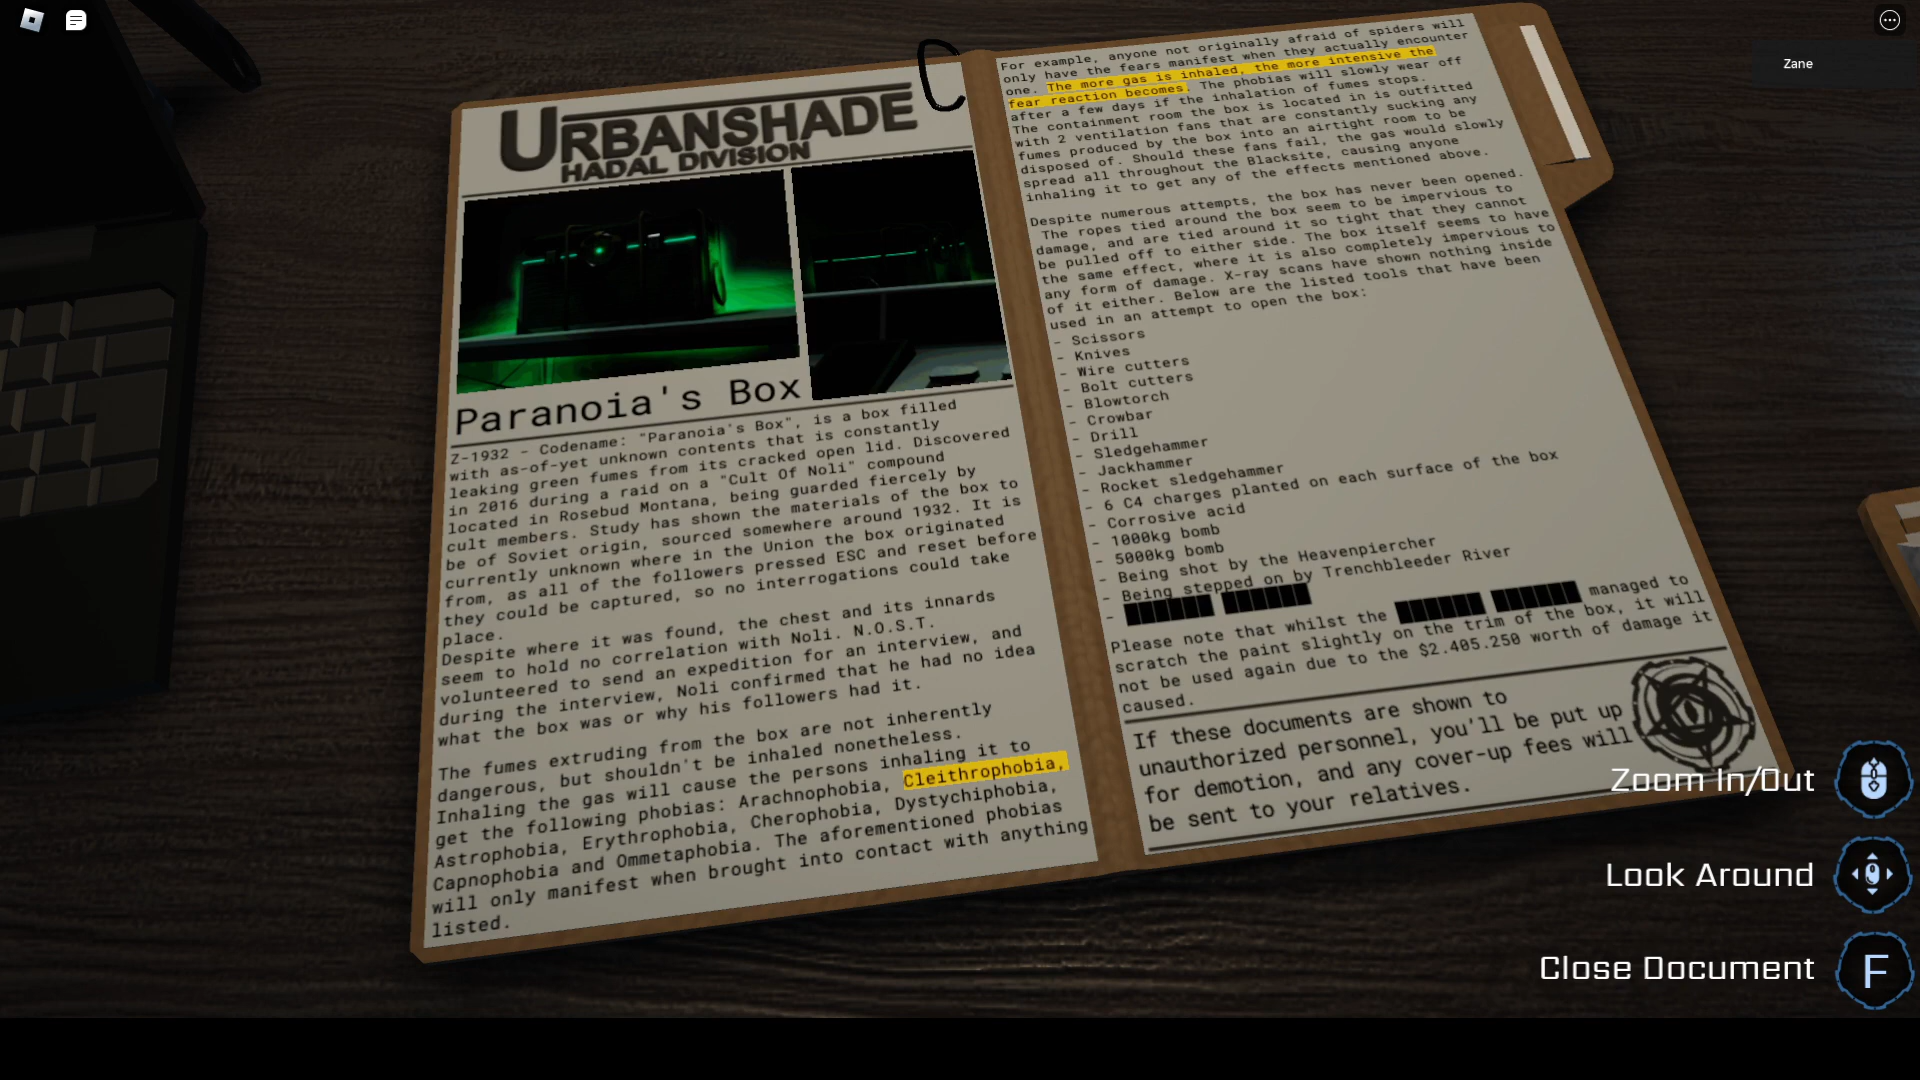 Zane
URBANSHADE
HADAL DIVISION
Paranoia's Box
Z-1932 - Codename: "Paranoia's Box", is a box filled
with as-of-yet unknown contents that is constantly
leaking green fumes from its cracked open lid. Discovered
in 2016 during a raid on a "Cult Of Noli" compound
located in Rosebud Montana, being guarded fiercely by
cult members. Study has shown the materials of the box to
be of Soviet origin, sourced somewhere around 1932. It is
currently unknown where in the Union the box originated
from, as all of the followers pressed ESC and reset before
they could be captured, so no interrogations could take
place.
Despite where it was found, the chest and its innards
seem to hold no correlation with Noli. N.O.S.T.
volunteered to send an expedition for an interview, and
during the interview, Noli confirmed that he had no idea
what the box was or why his followers had it.
The fumes extruding from the box are not inherently
dangerous, but shouldn't be inhaled nonetheless.
Inhaling the gas will cause the persons inhaling it to
get the following phobias: Arachnophobia, Cleithrophobia,
Astrophobia, Erythrophobia, Cherophobia, Dystychiphobia,
Capnophobia and Ommetaphobia. The aforementioned phobias
will only manifest when brought into contact with anything
listed.
For example, anyone not originally afraid of spiders will
only have the fears manifest when they actually encounter
one. The more gas is inhaled, the more intensive the
fear reaction becomes. The phobias will slowly wear off
after a few days if the inhalation of fumes stops.
The containment room the box is located in is outfitted
with 2 ventilation fans that are constantly sucking any
fumes produced by the box into an airtight room to be
disposed of. Should these fans fail, the gas would slowly
spread all throughout the Blacksite, causing anyone
inhaling it to get any of the effects mentioned above.
Despite numerous attempts, the box has never been opened.
The ropes tied around the box seem to be impervious to
damage, and are tied around it so tight that they cannot
be pulled off to either side. The box itself seems to have
the same effect, where it is also completely impervious to
any form of damage. X-ray scans have shown nothing inside
of it either. Below are the listed tools that have been
used in an attempt to open the box:
- Scissors
- Knives
- Wire cutters
- Bolt cutters
- Blowtorch
- Crowbar
- Drill
- Sledgehammer
- Jackhammer
- Rocket sledgehammer
- 6 C4 charges planted on each surface of the box
- Corrosive acid
- 1000kg bomb
- 5000kg bomb
- Being shot by the Heavenpiercher
- Being stepped on by Trenchbleeder River
-
Please note that whilst the managed to
scratch the paint slightly on the trim of the box, it will
not be used again due to the $2.405.250 worth of damage it
caused.
If these documents are shown to
unauthorized personnel, you'll be put up
for demotion, and any cover-up fees will
be sent to your relatives.
Zoom In/Out
Look Around
Close Document
F